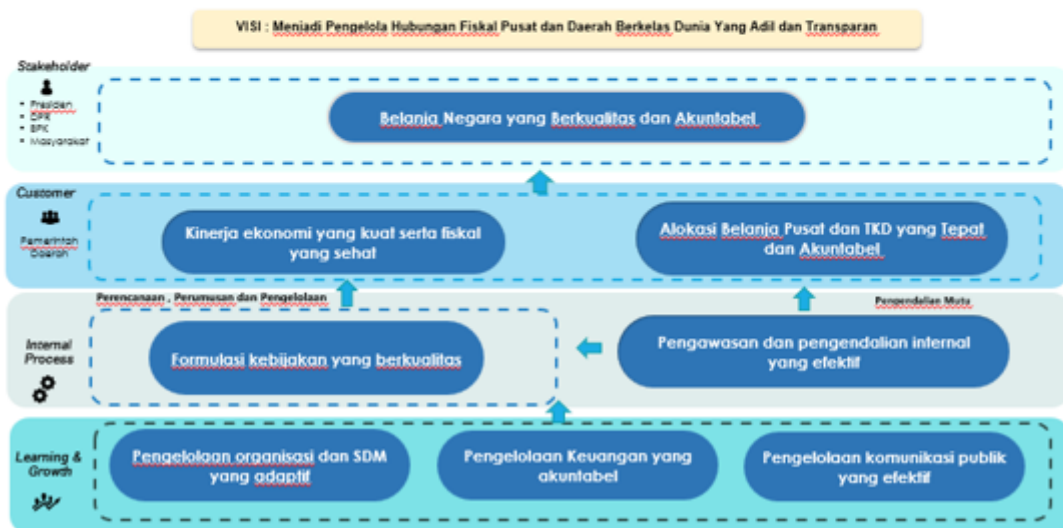 VISI : Menjadi Pengelola Hubungan Fiskal Pusat dan Daerah Berkelas Dunia Yang Adil dan Transparan
Stakeholder
• Presiden
• DPR
• BPK
• Masyarakat
Belanja Negara yang Berkualitas dan Akuntabel
Customer
Pemerintah
Daerah
Kinerja ekonomi yang kuat serta fiskal
yang sehat
Alokasi Belanja Pusat dan TKD yang Tepat
dan Akuntabel
Perencanaan , Perumusan dan Pengelolaan
Pengendalian Mutu
Internal
Process
Formulasi kebijakan yang berkualitas
Pengawasan dan pengendalian internal
yang efektif
Learning &
Growth
Pengelolaan organisasi dan SDM
yang adaptif
Pengelolaan Keuangan yang
akuntabel
Pengelolaan komunikasi publik
yang efektif